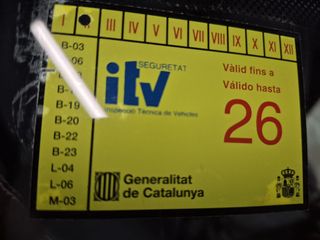 I III IV V VI VII VIII IX X XI XII
B-03
B-19
B-20
B-22
B-23
L-04
L-06
M-03
SEGURETAT
itv
Inspecció Tècnica de Vehicles
Vàlid fins a
Válido hasta
26
Generalitat
de Catalunya